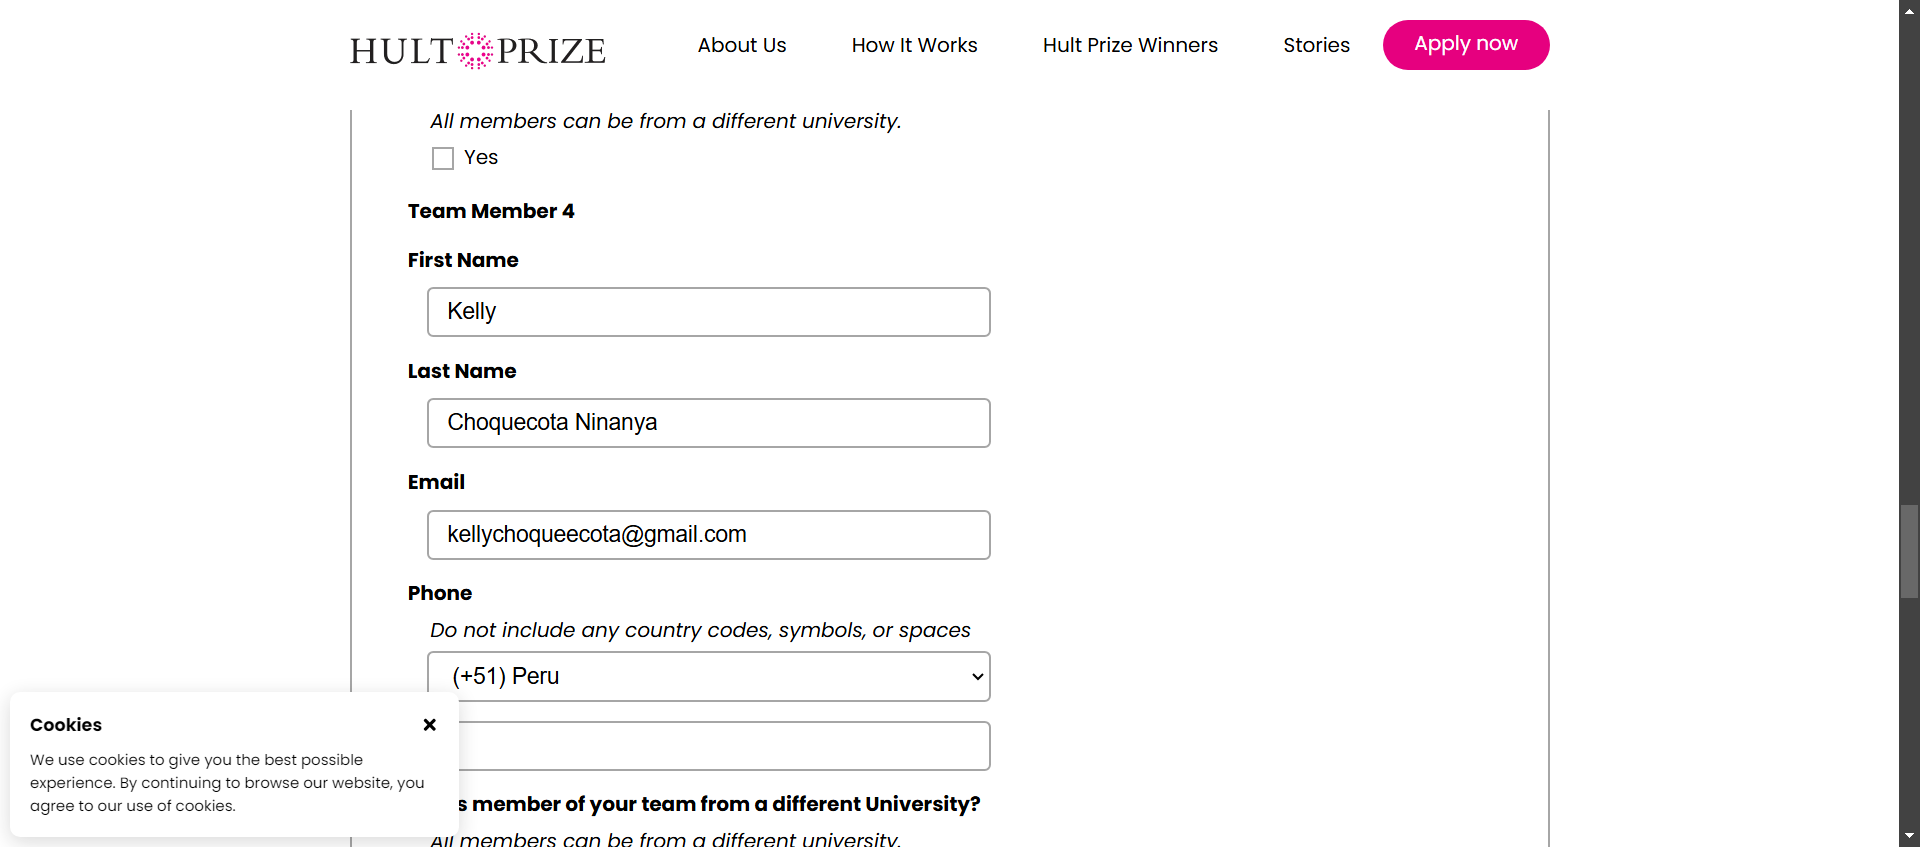 HULT PRIZE
About Us
How It Works
Hult Prize Winners
Stories
Apply now
All members can be from a different university.
Yes
Team Member 4
First Name
Kelly
Last Name
Choquecota Ninanya
Email
kellychoqueecota@gmail.com
Phone
Do not include any country codes, symbols, or spaces
(+51) Peru
Cookies
We use cookies to give you the best possible
experience. By continuing to browse our website, you
agree to our use of cookies.
member of your team from a different University?
All members can be from a different university.